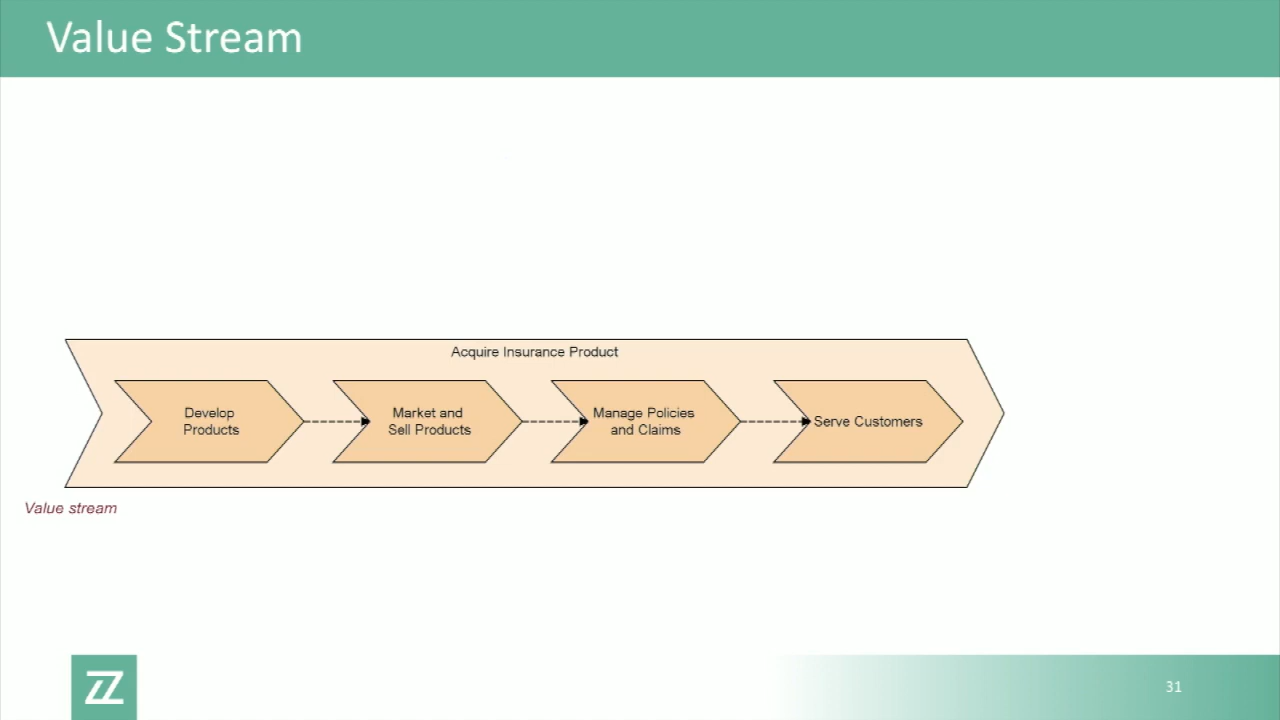 Value Stream
Acquire Insurance Product
Develop
Products
Market and
Sell Products
Manage Policies
and Claims
Serve Customers
Value stream
ZZ
31